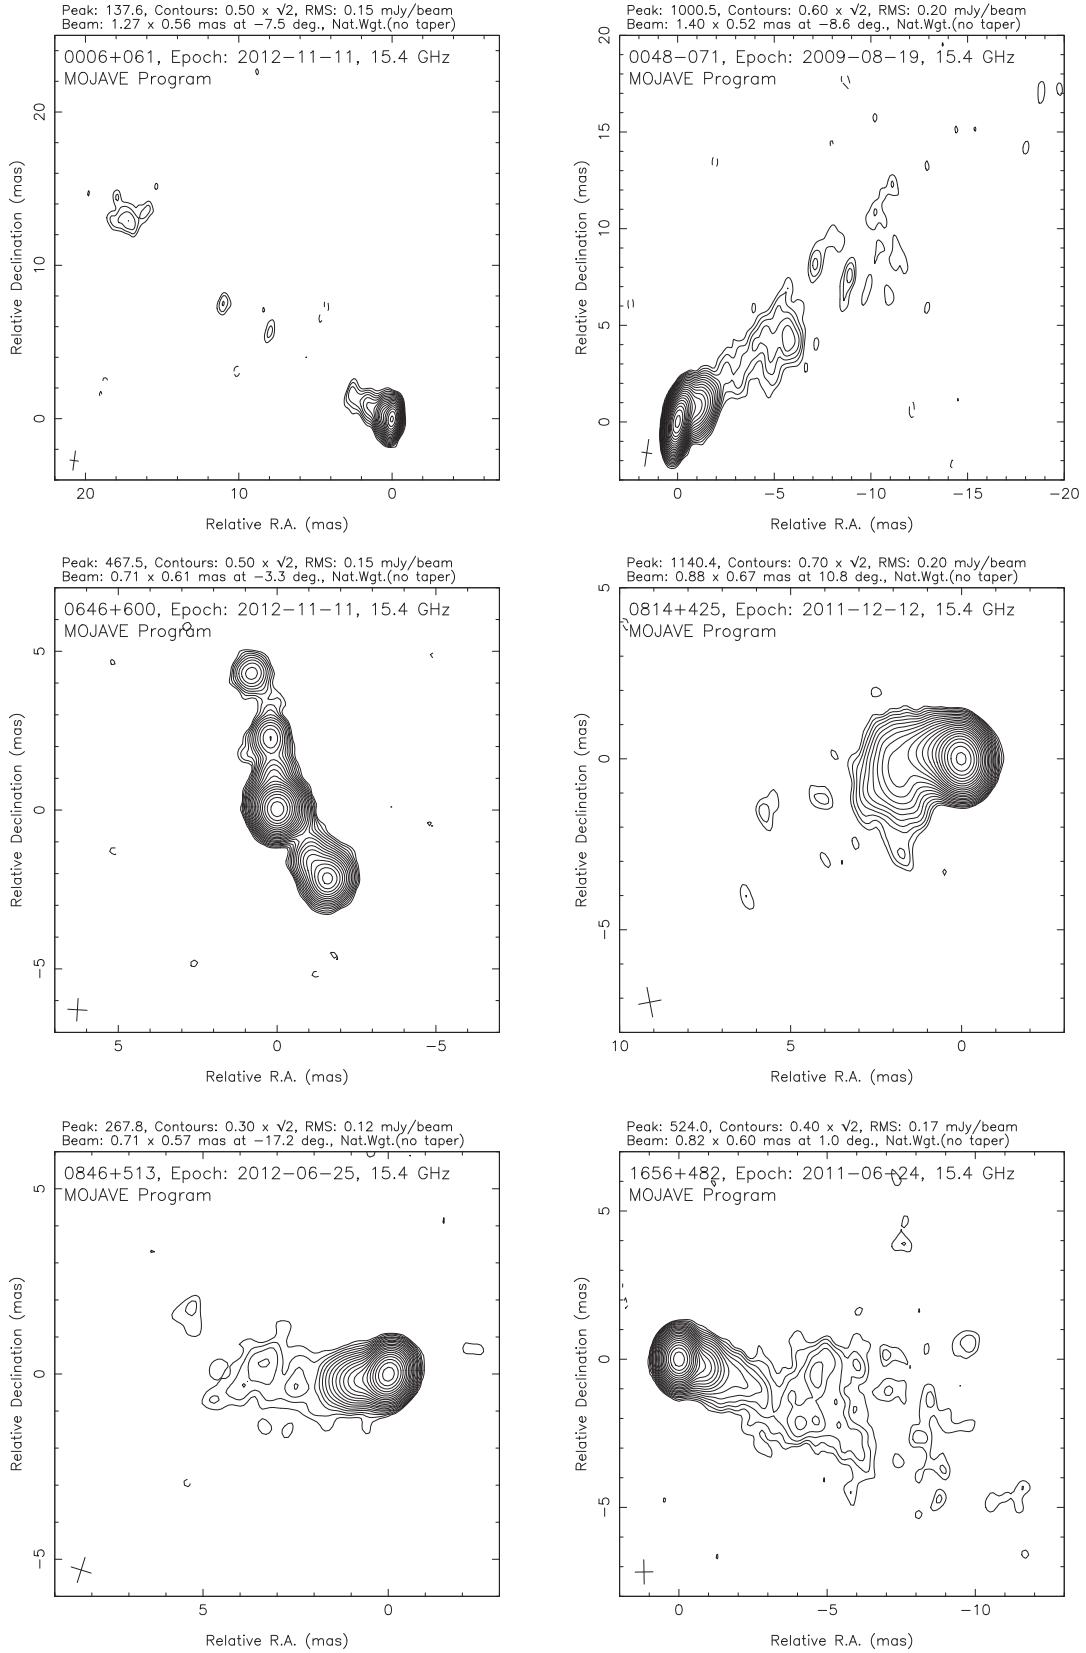 Peak: 137.6, Contours: 0.50 x √2, RMS: 0.15 mJy/beam
Beam: 1.27 x 0.56 mas at −7.5 deg., Nat.Wgt.(no taper)
0006+061, Epoch: 2012−11−11, 15.4 GHz
MOJAVE Program
Relative Declination (mas)
20
10
0
20 10 0
Relative R.A. (mas)
Peak: 1000.5, Contours: 0.60 x √2, RMS: 0.20 mJy/beam
Beam: 1.40 x 0.52 mas at −8.6 deg., Nat.Wgt.(no taper)
0048−071, Epoch: 2009−08−19, 15.4 GHz
MOJAVE Program
Relative Declination (mas)
20
15
10
5
0
0 −5 −10 −15 −20
Relative R.A. (mas)
Peak: 467.5, Contours: 0.50 x √2, RMS: 0.15 mJy/beam
Beam: 0.71 x 0.61 mas at −3.3 deg., Nat.Wgt.(no taper)
0646+600, Epoch: 2012−11−11, 15.4 GHz
MOJAVE Program
Relative Declination (mas)
5
0
−5
5 0 −5
Relative R.A. (mas)
Peak: 1140.4, Contours: 0.70 x √2, RMS: 0.20 mJy/beam
Beam: 0.88 x 0.67 mas at 10.8 deg., Nat.Wgt.(no taper)
0814+425, Epoch: 2011−12−12, 15.4 GHz
MOJAVE Program
Relative Declination (mas)
5
0
−5
10 5 0
Relative R.A. (mas)
Peak: 267.8, Contours: 0.30 x √2, RMS: 0.12 mJy/beam
Beam: 0.71 x 0.57 mas at −17.2 deg., Nat.Wgt.(no taper)
0846+513, Epoch: 2012−06−25, 15.4 GHz
MOJAVE Program
Relative Declination (mas)
5
0
−5
5 0
Relative R.A. (mas)
Peak: 524.0, Contours: 0.40 x √2, RMS: 0.17 mJy/beam
Beam: 0.82 x 0.60 mas at 1.0 deg., Nat.Wgt.(no taper)
1656+482, Epoch: 2011−06−24, 15.4 GHz
MOJAVE Program
Relative Declination (mas)
5
0
−5
0 −5 −10
Relative R.A. (mas)